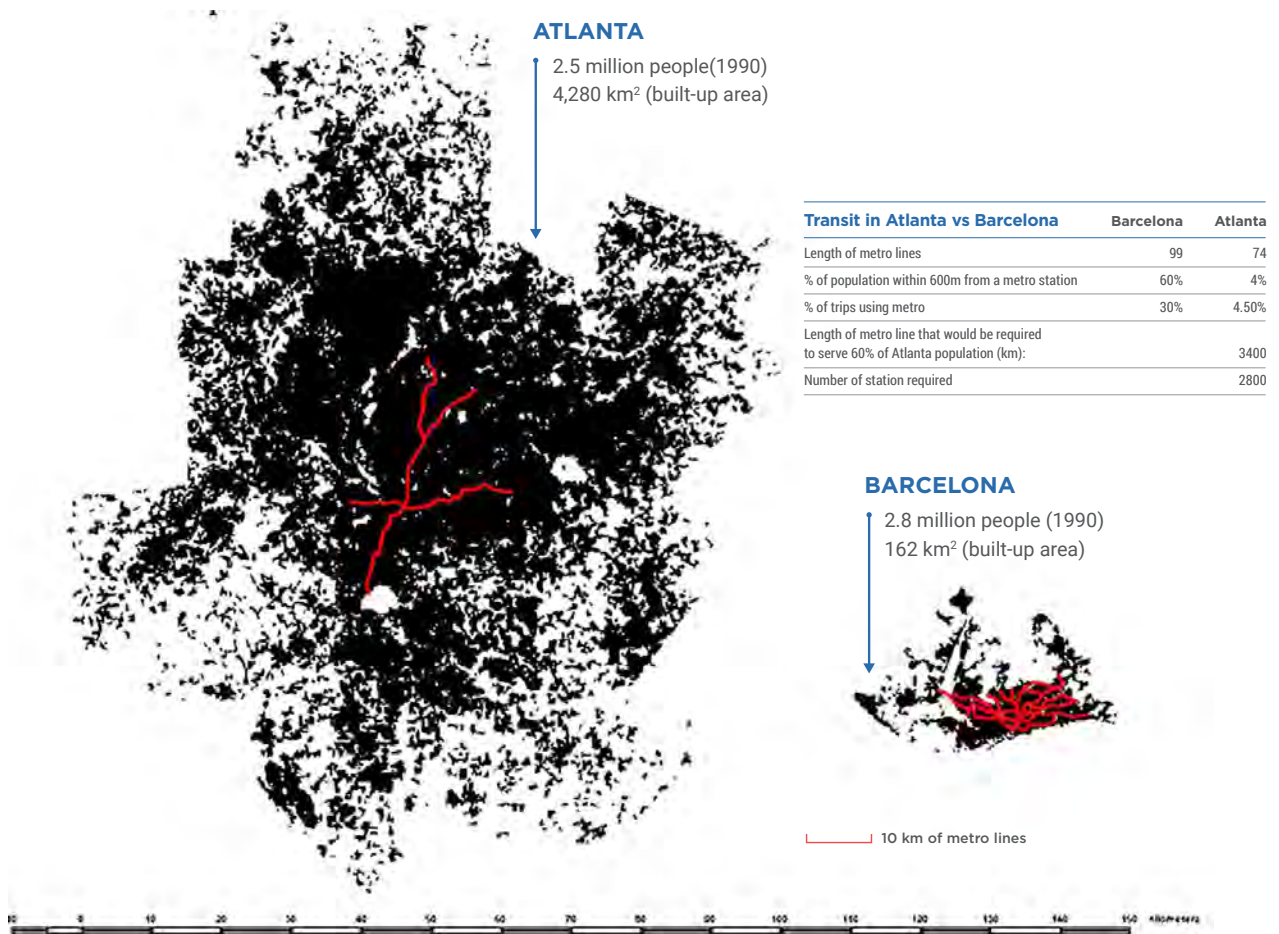 ATLANTA
2.5 million people(1990)
4,280 km² (built-up area)
Transit in Atlanta vs Barcelona Barcelona Atlanta
Length of metro lines 99 74
% of population within 600m from a metro station 60% 4%
% of trips using metro 30% 4.50%
Length of metro line that would be required
to serve 60% of Atlanta population (km): 3400
Number of station required 2800
BARCELONA
2.8 million people (1990)
162 km² (built-up area)
10 km of metro lines
10 0 10 20 30 40 50 60 70 80 90 100 110 120 130 140 150 Kilometers